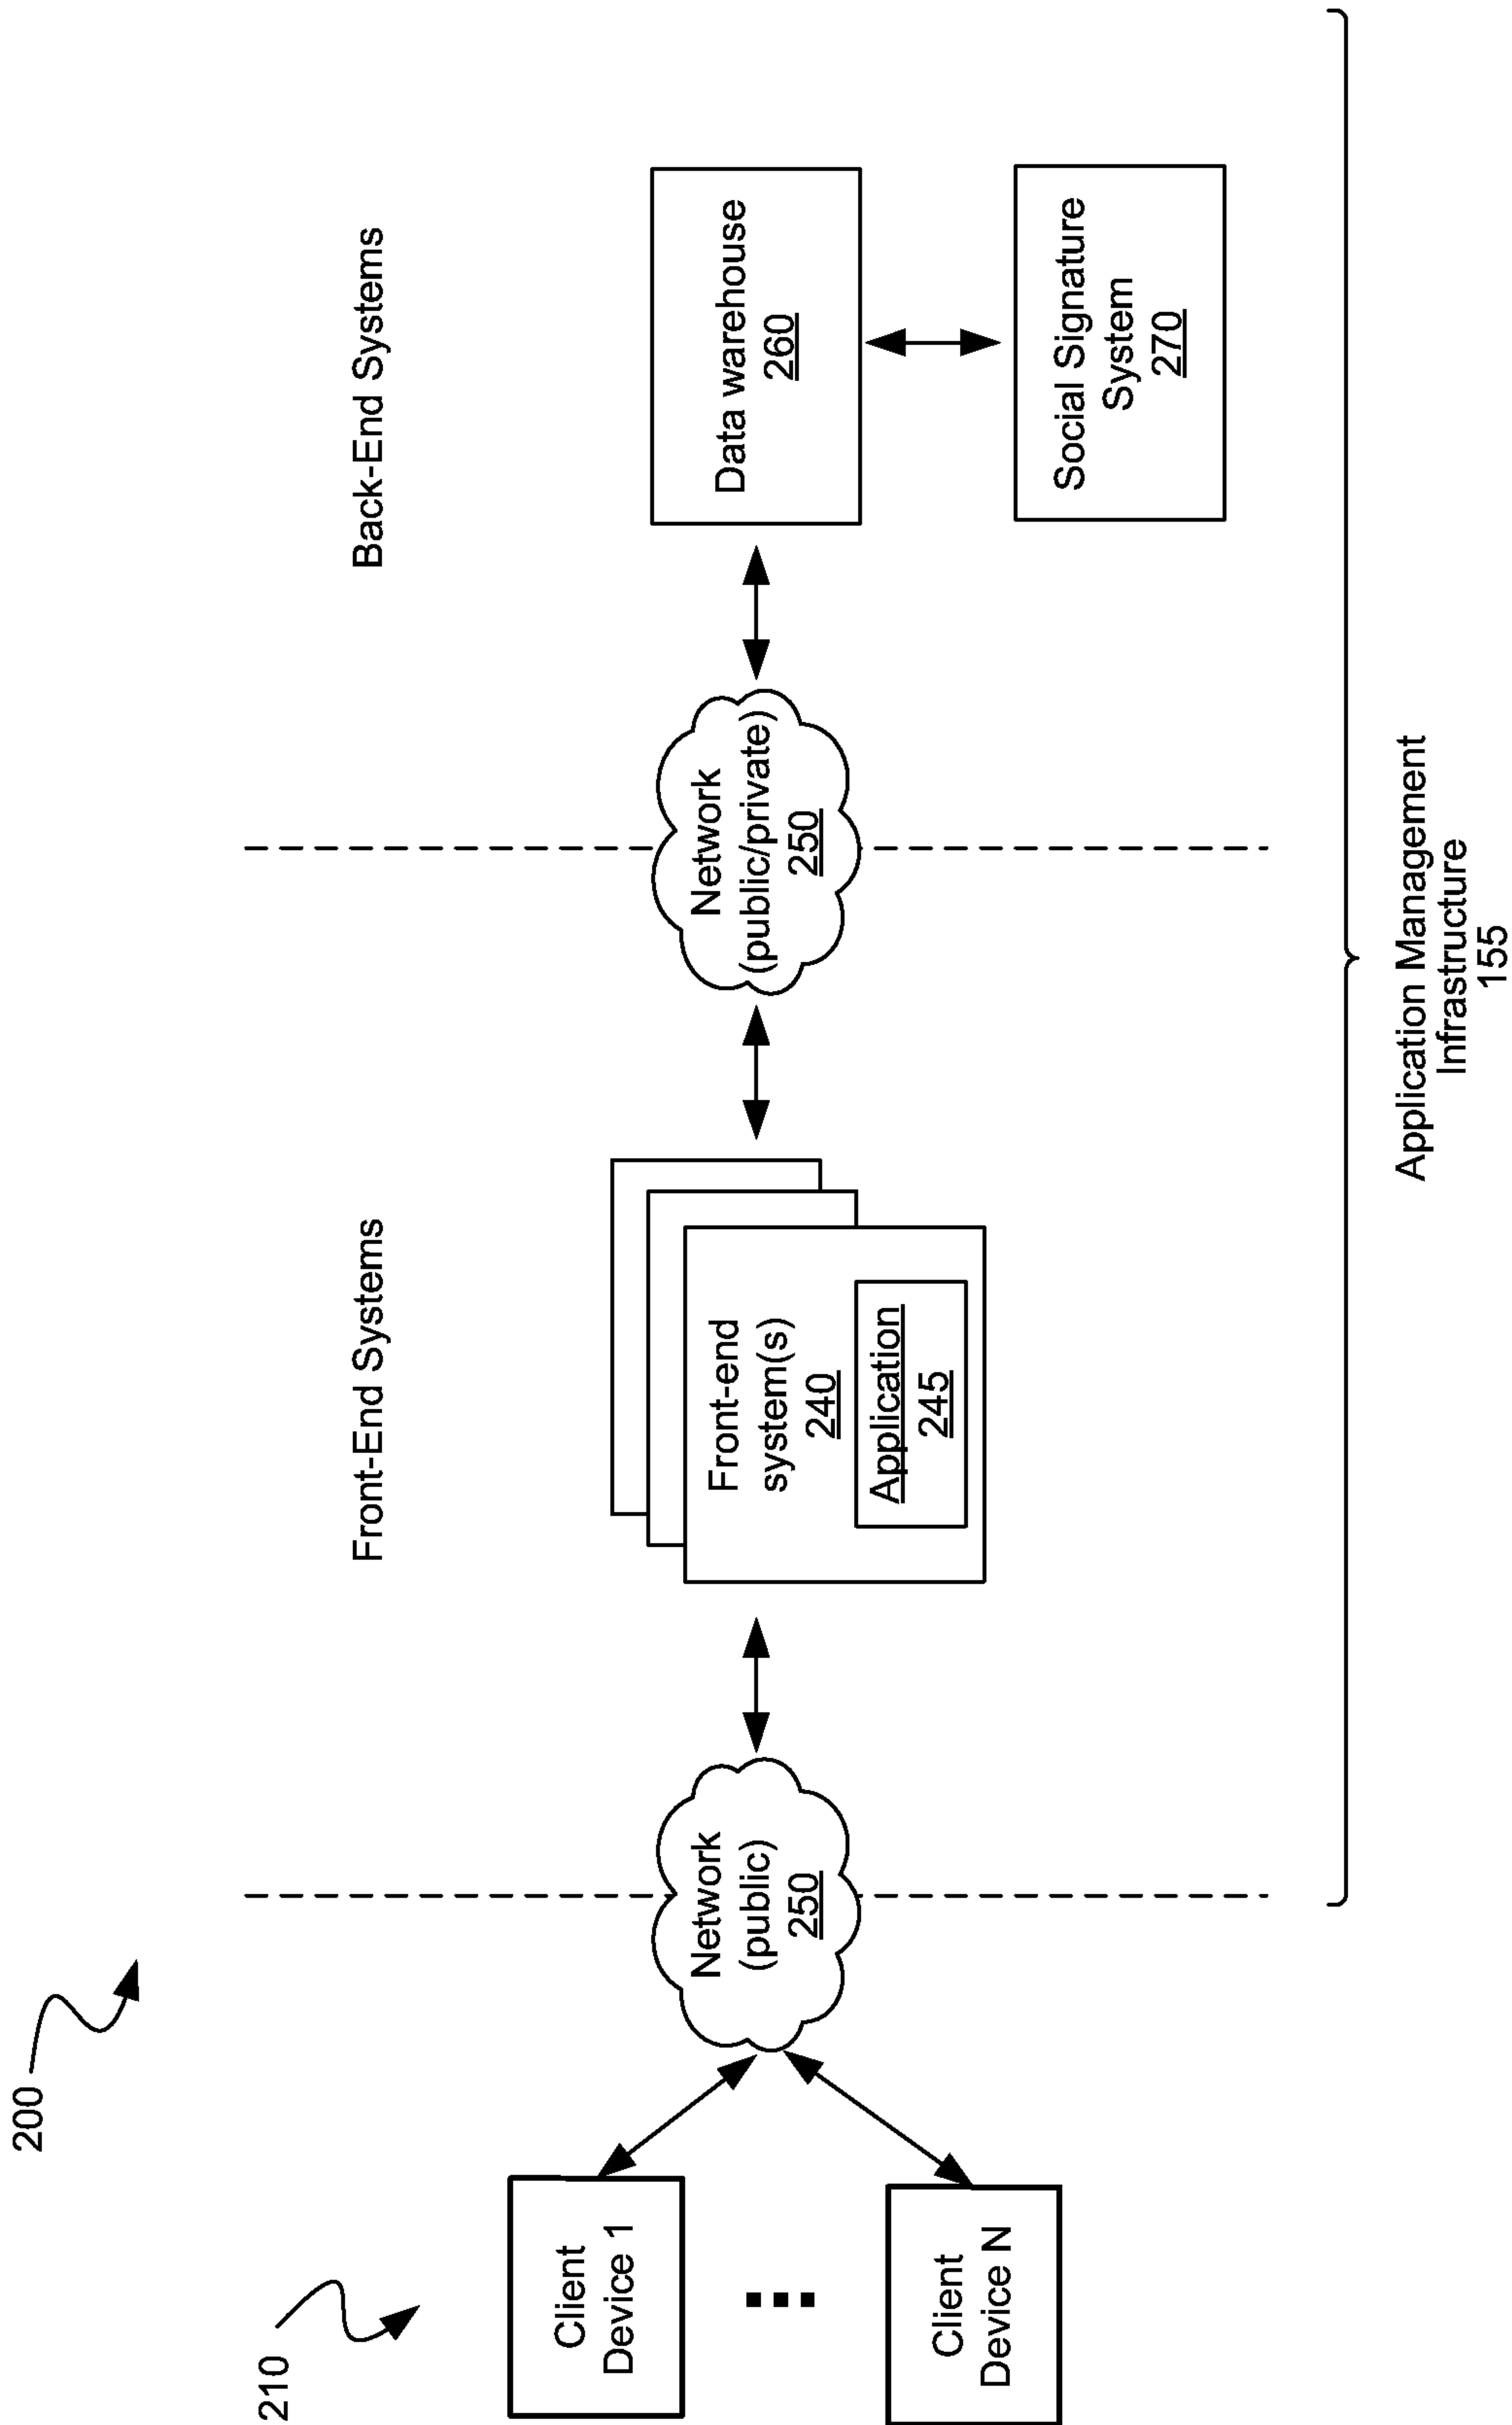 200
210
Front-End Systems
Back-End Systems
Client
Device 1
Client
Device N
Network
(public)
250
Front-end
system(s)
240
Application
245
Network
(public/private)
250
Data warehouse
260
Social Signature
System
270
Application Management
Infrastructure
155